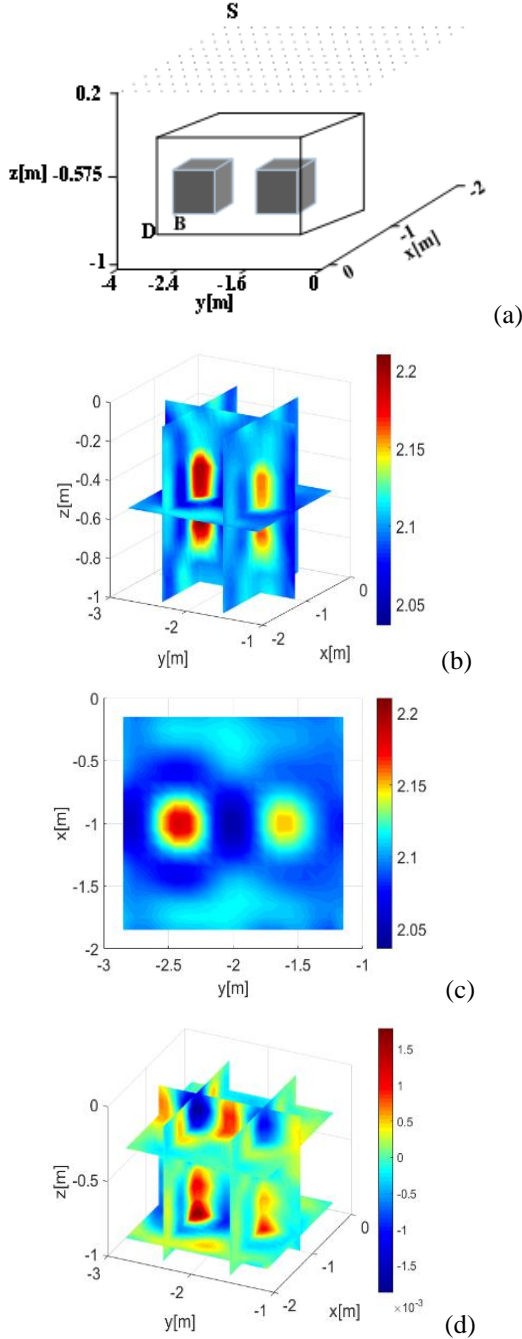 S
0.2
z[m] -0.575
D B
-1
-4 -2.4 -1.6 0
y[m]
0 -1 -2
x[m]
(a)
0
-0.2
-0.4
-0.6
-0.8
-1
z[m]
-3 -2 -1
y[m]
-2 -1 0
x[m]
2.2
2.15
2.1
2.05
(b)
0
-0.5
-1
-1.5
-2
x[m]
-3 -2.5 -2 -1.5 -1
y[m]
2.2
2.15
2.1
2.05
(c)
0
-0.5
-1
z[m]
-3 -2 -1
y[m]
-2 -1 0
x[m]
1.5
1
0.5
0
-0.5
-1
-1.5
×10⁻³
(d)